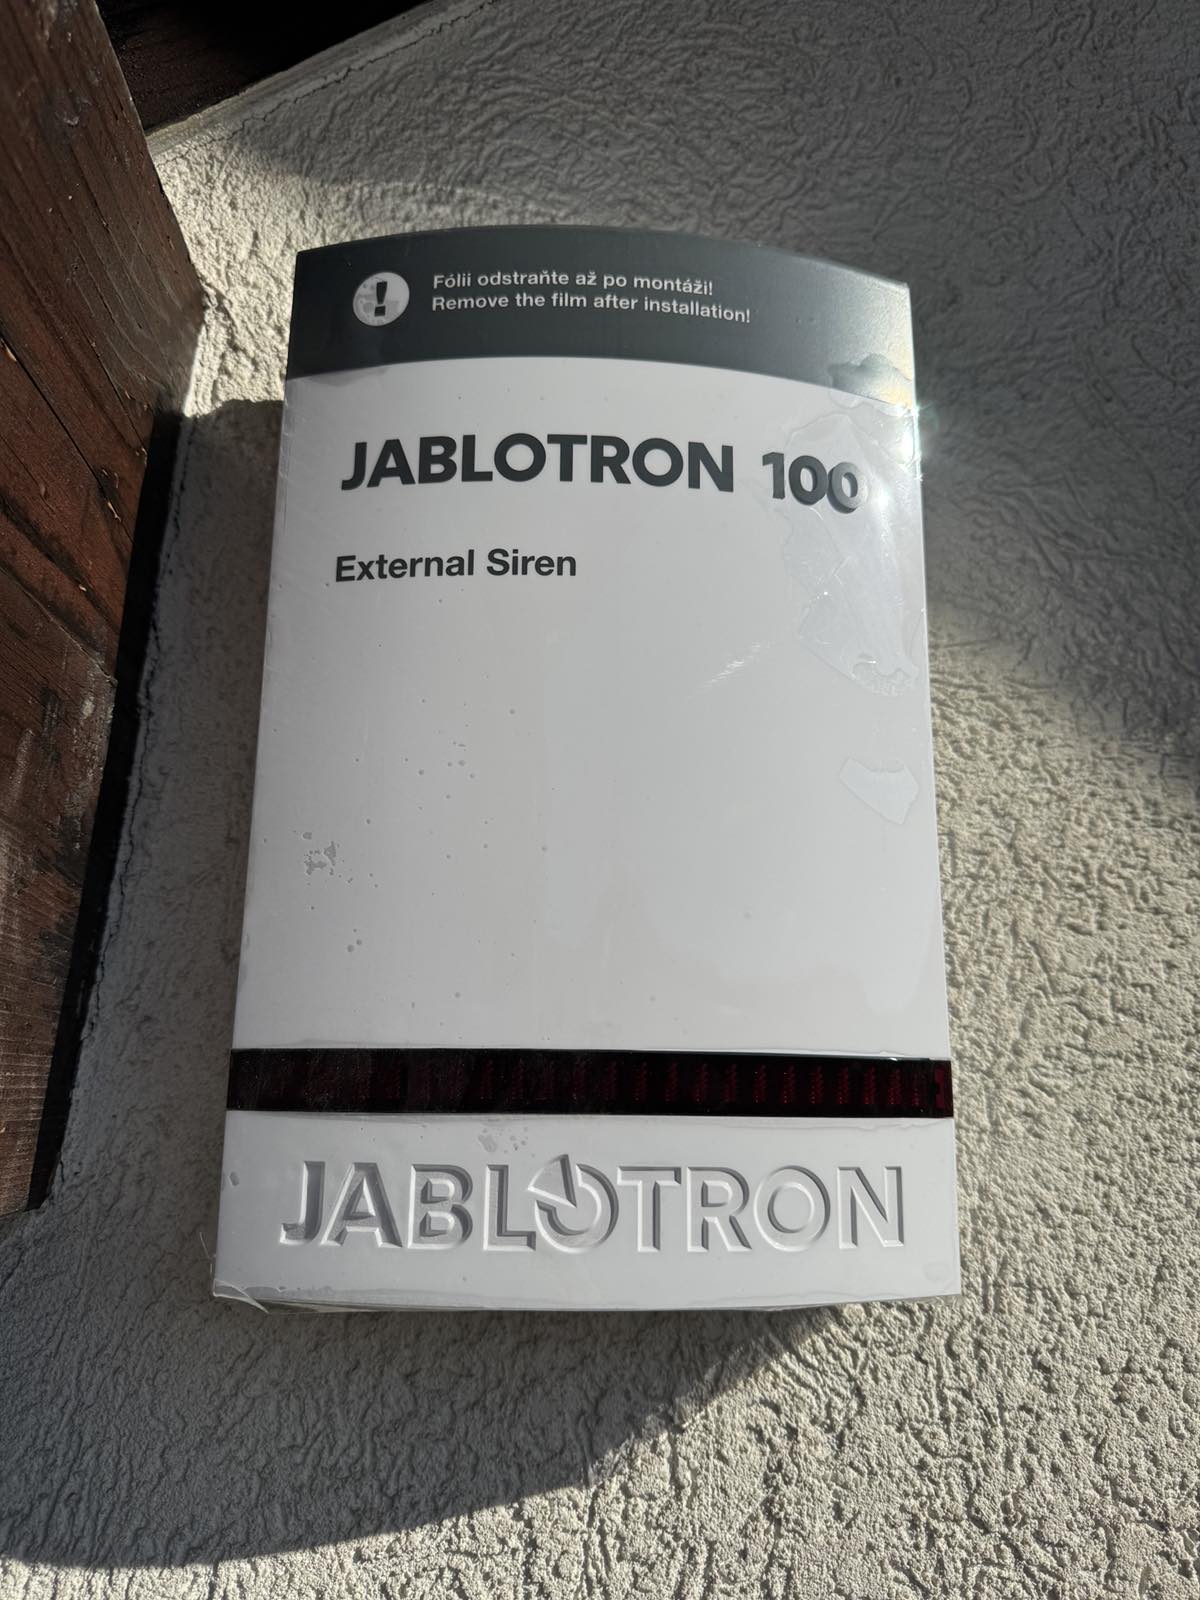 Fólii odstraňte až po montáži!
Remove the film after installation!
JABLOTRON 100
External Siren
JABLOTRON